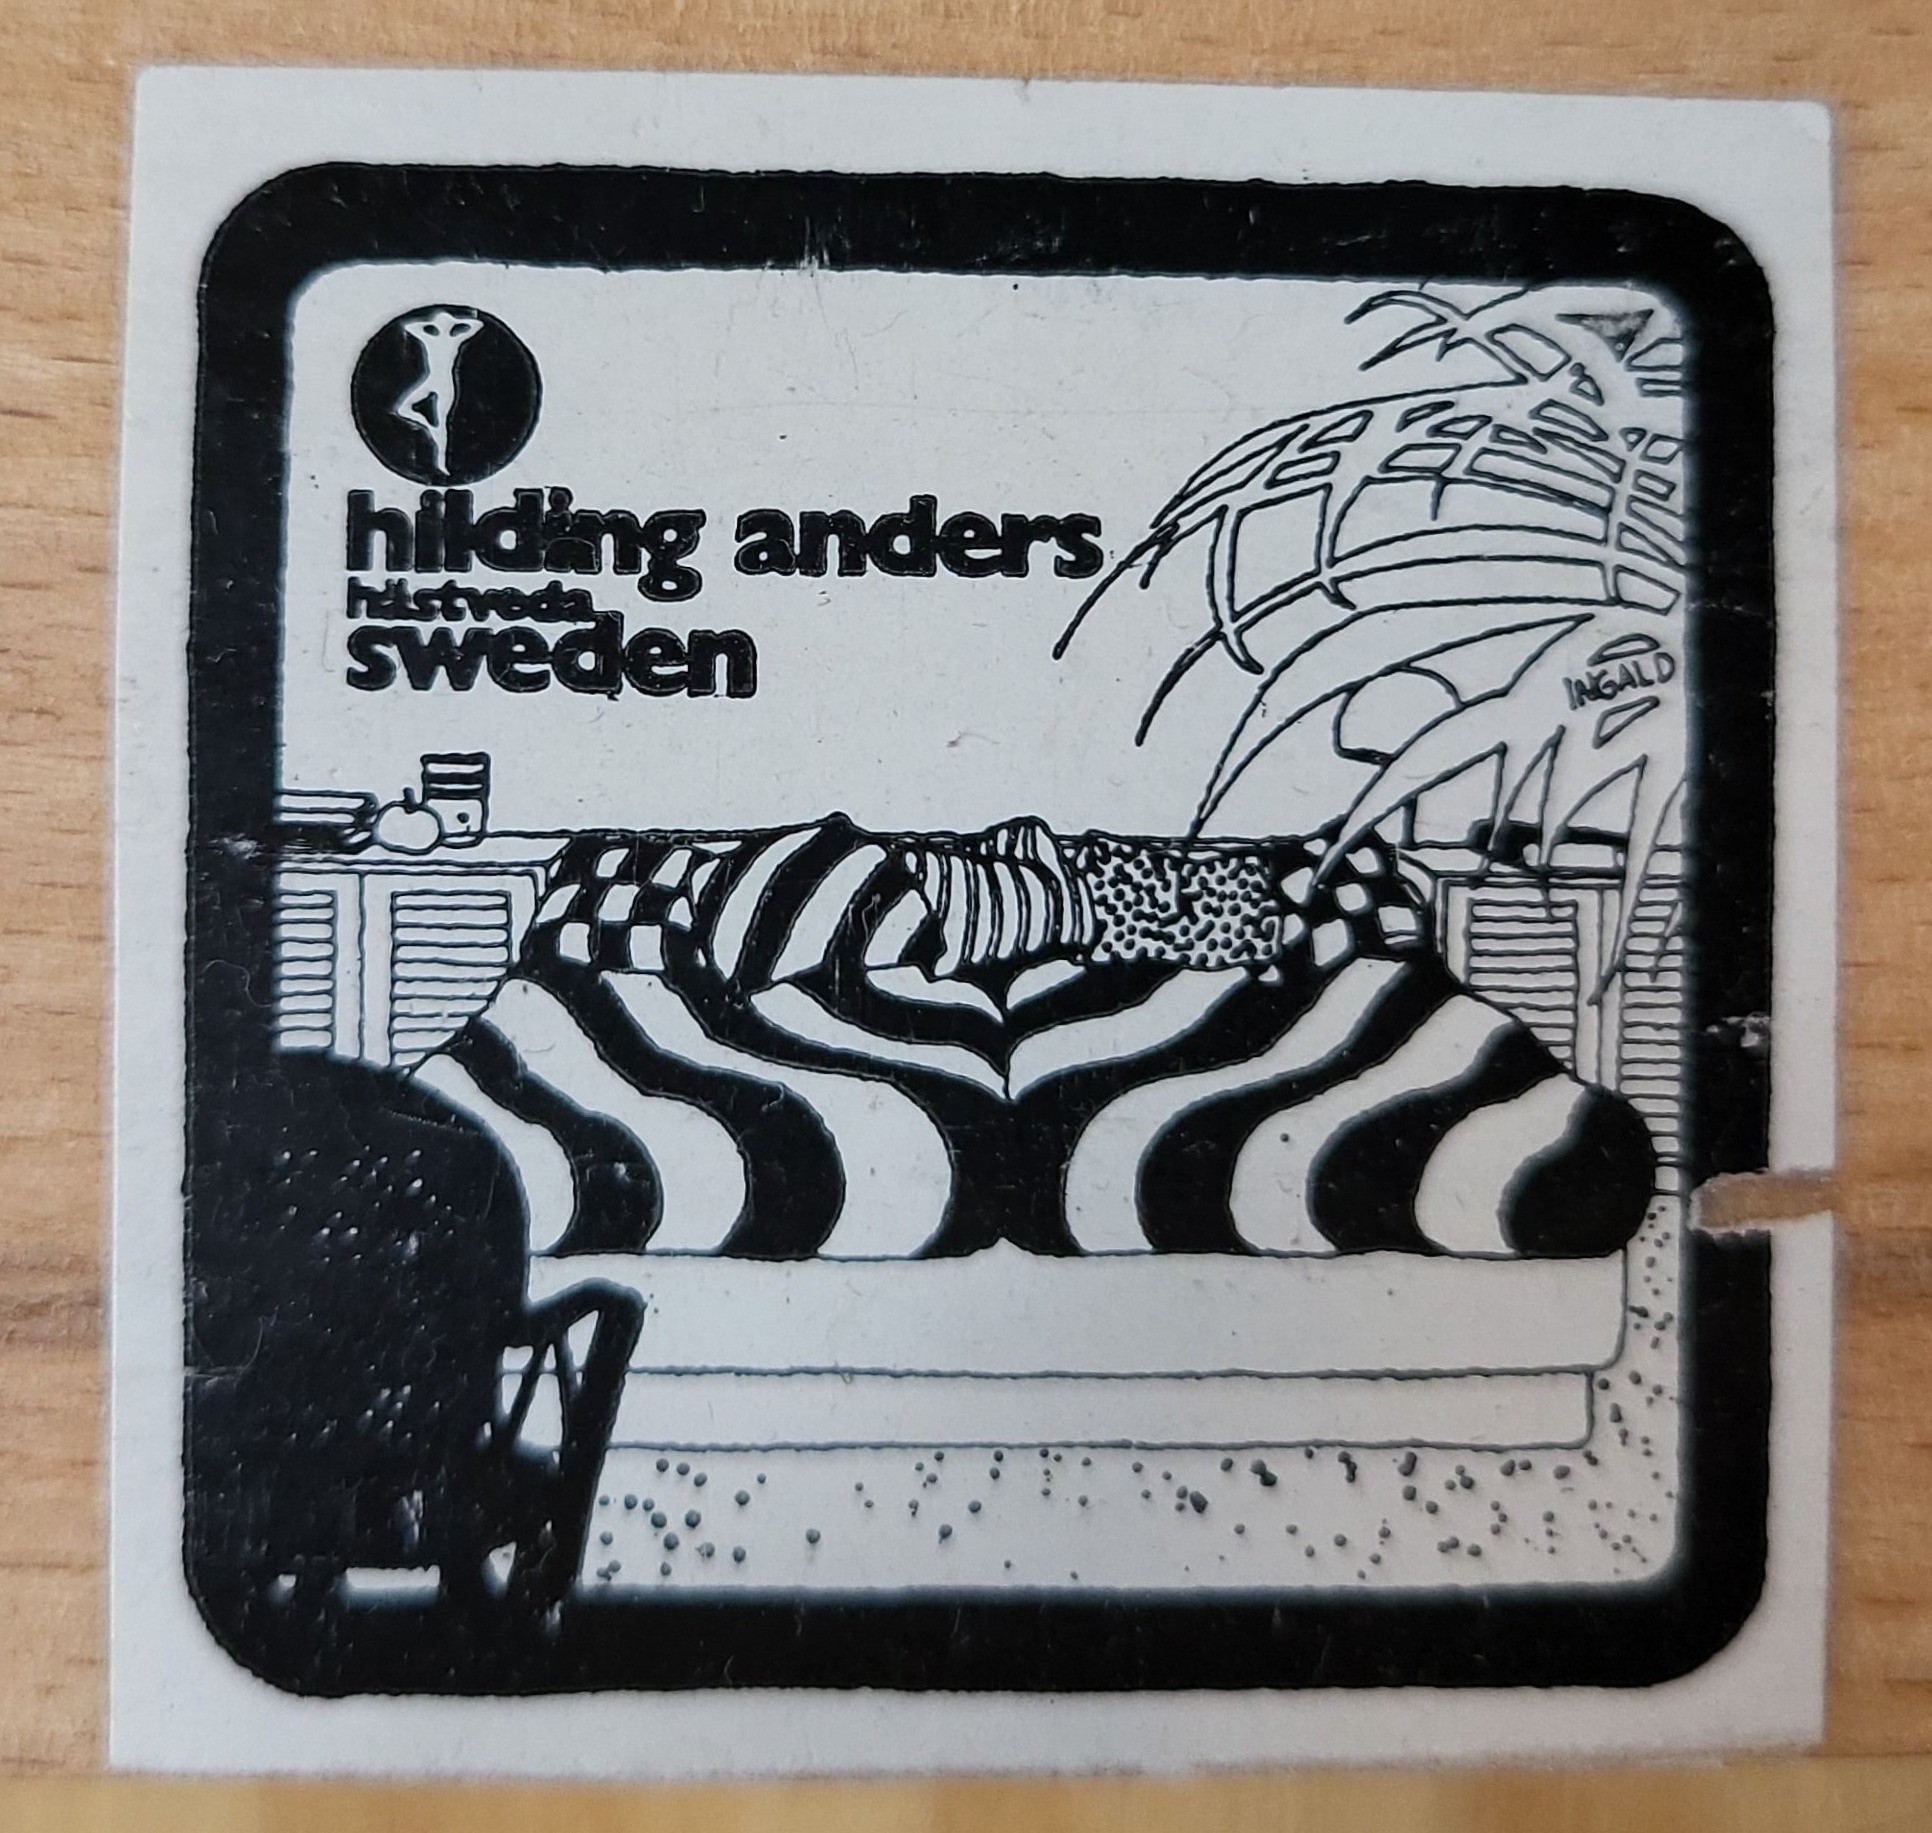 hilding anders
hästveda
sweden
INGALD